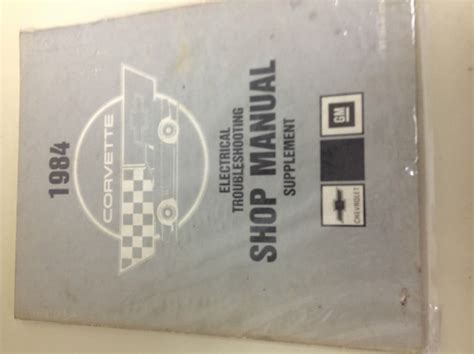 1984
CORVETTE
ELECTRICAL
TROUBLESHOOTING
SHOP MANUAL
SUPPLEMENT
CHEVROLET
GM